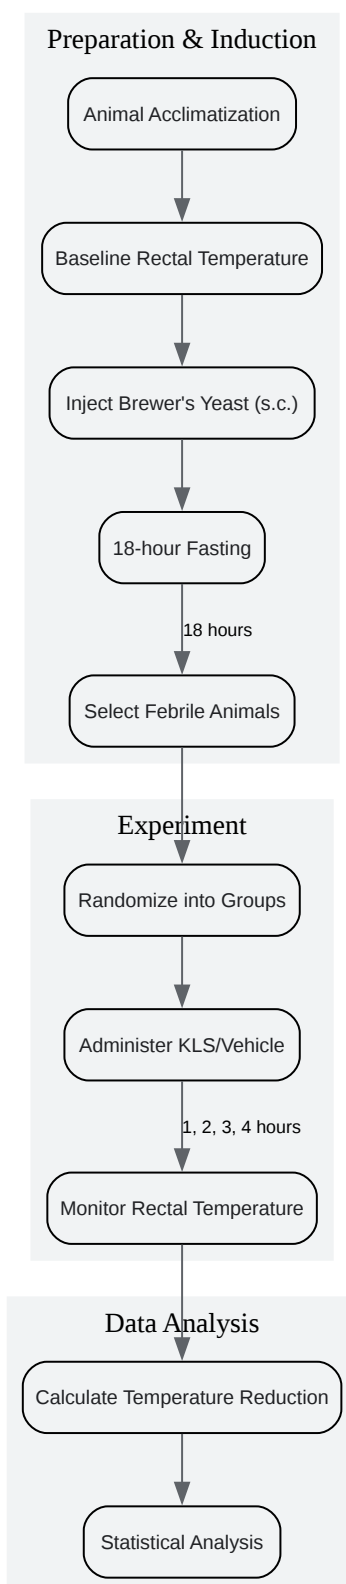 Preparation & Induction
Animal Acclimatization
Baseline Rectal Temperature
Inject Brewer's Yeast (s.c.)
18-hour Fasting
18 hours
Select Febrile Animals
Experiment
Randomize into Groups
Administer KLS/Vehicle
1, 2, 3, 4 hours
Monitor Rectal Temperature
Data Analysis
Calculate Temperature Reduction
Statistical Analysis